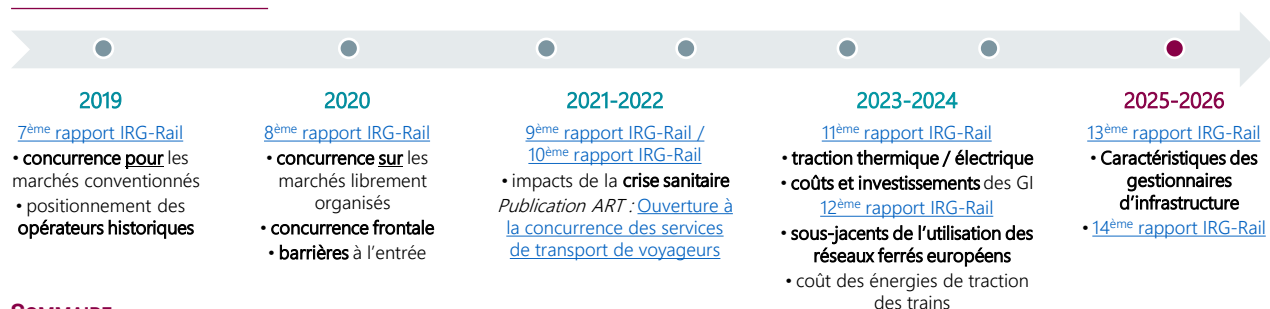 2019
7ème rapport IRG-Rail
• concurrence pour les
marchés conventionnés
• positionnement des
opérateurs historiques
2020
8ème rapport IRG-Rail
• concurrence sur les
marchés librement
organisés
• concurrence frontale
• barrières à l'entrée
2021-2022
9ème rapport IRG-Rail /
10ème rapport IRG-Rail
• impacts de la crise sanitaire
Publication ART : Ouverture à
la concurrence des services
de transport de voyageurs
2023-2024
11ème rapport IRG-Rail
• traction thermique / électrique
• coûts et investissements des GI
12ème rapport IRG-Rail
• sous-jacents de l'utilisation des
réseaux ferrés européens
• coût des énergies de traction
des trains
2025-2026
13ème rapport IRG-Rail
• Caractéristiques des
gestionnaires
d'infrastructure
• 14ème rapport IRG-Rail
SOMMAIRE